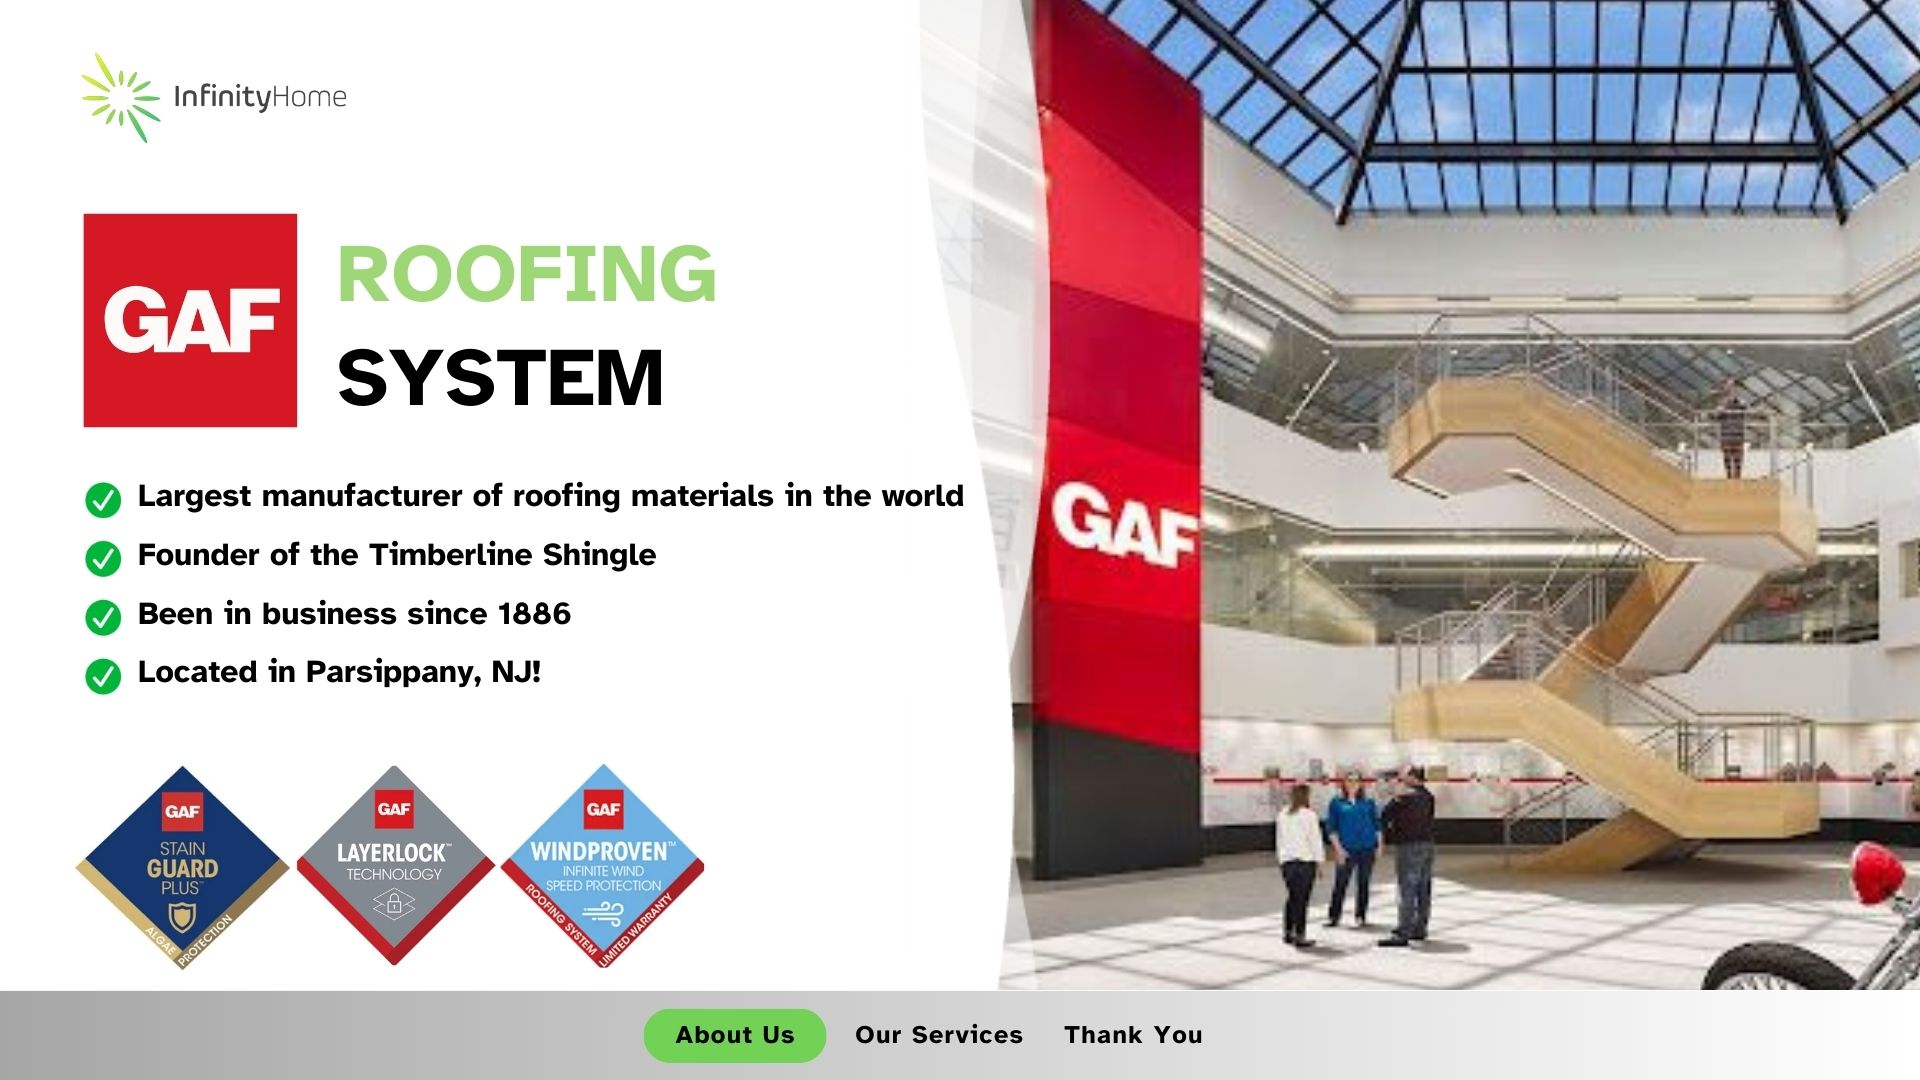 InfinityHome
GAF
ROOFING
SYSTEM
Largest manufacturer of roofing materials in the world
Founder of the Timberline Shingle
Been in business since 1886
Located in Parsippany, NJ!
GAF
STAIN
GUARD
PLUS™
ALGAE PROTECTION
GAF
LAYERLOCK™
TECHNOLOGY
GAF
WINDPROVEN™
INFINITE WIND
SPEED PROTECTION
ROOFING SYSTEM
LIMITED WARRANTY
GAF
About Us
Our Services
Thank You